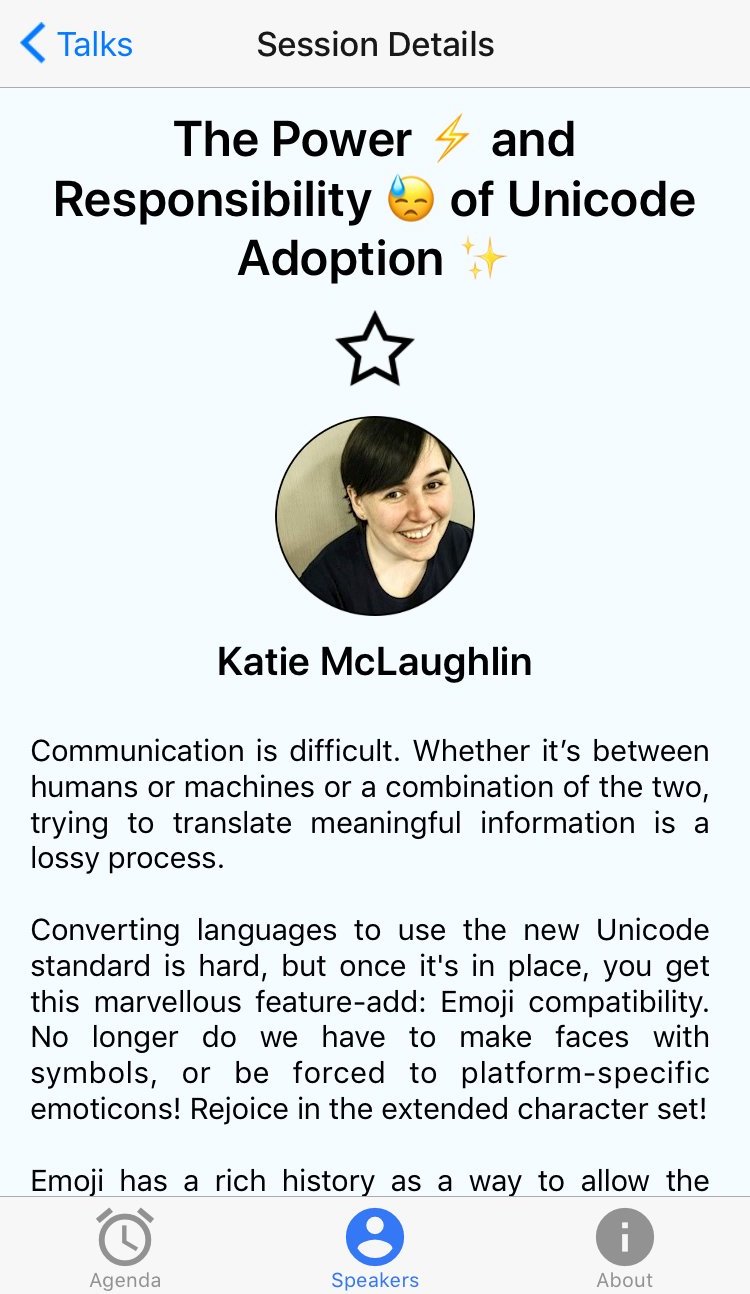 Talks
Session Details
The Power ⚡ and
Responsibility 😓 of Unicode
Adoption ✨
Katie McLaughlin
Communication is difficult. Whether it’s between
humans or machines or a combination of the two,
trying to translate meaningful information is a
lossy process.
Converting languages to use the new Unicode
standard is hard, but once it's in place, you get
this marvellous feature-add: Emoji compatibility.
No longer do we have to make faces with
symbols, or be forced to platform-specific
emoticons! Rejoice in the extended character set!
Emoji has a rich history as a way to allow the
Agenda
Speakers
About